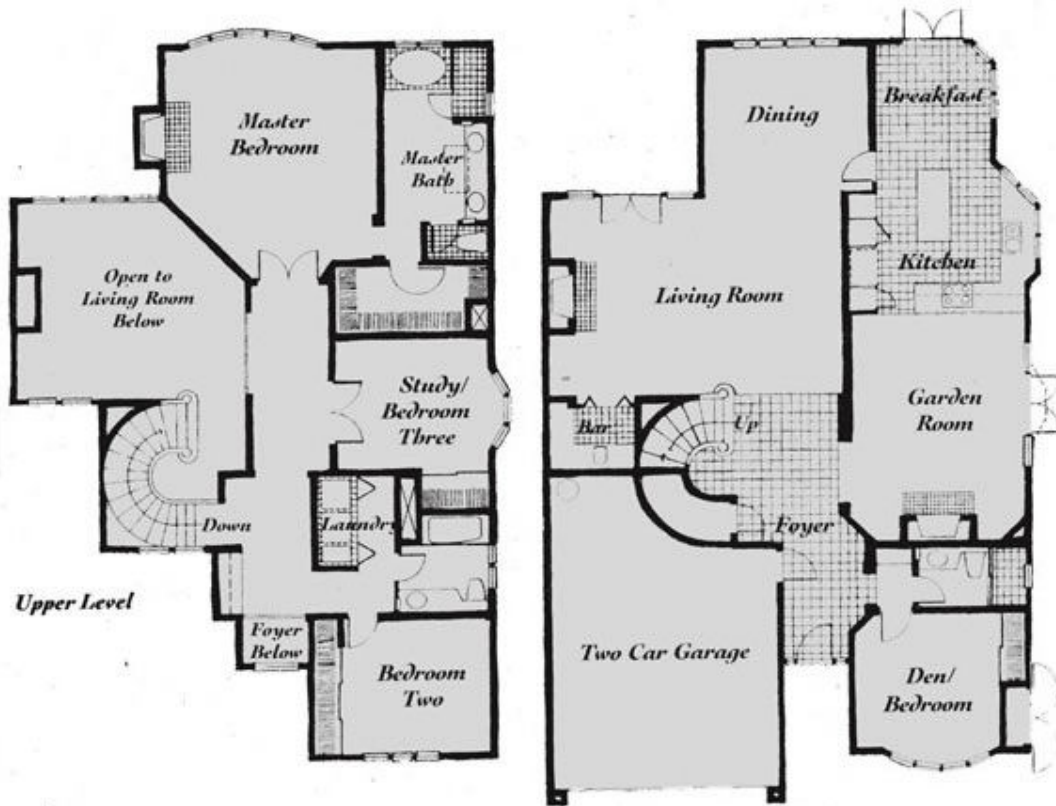 Master
Bedroom
Master
Bath
Open to
Living Room
Below
Study/
Bedroom
Three
Down
Laundry
Upper Level
Foyer
Below
Bedroom
Two
Dining
Breakfast
Living Room
Kitchen
Bar
Up
Garden
Room
Foyer
Two Car Garage
Den/
Bedroom